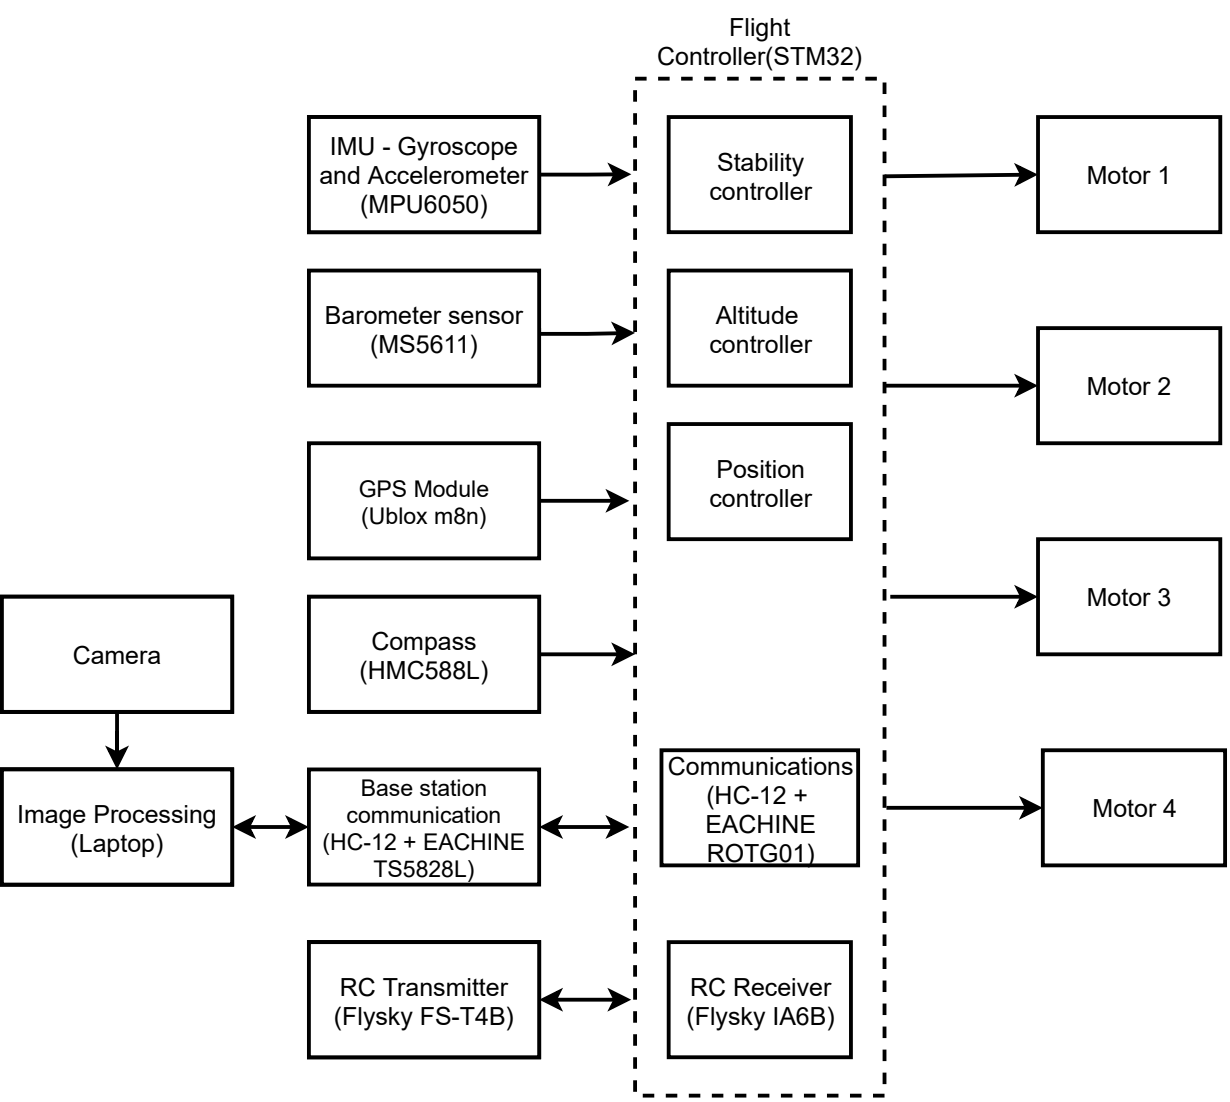 Flight
Controller(STM32)
IMU - Gyroscope
and Accelerometer
(MPU6050)
Stability
controller
Motor 1
Barometer sensor
(MS5611)
Altitude
controller
Motor 2
GPS Module
(Ublox m8n)
Position
controller
Motor 3
Camera
Compass
(HMC588L)
Image Processing
(Laptop)
Base station
communication
(HC-12 + EACHINE
TS5828L)
Communications
(HC-12 +
EACHINE
ROTG01)
Motor 4
RC Transmitter
(Flysky FS-T4B)
RC Receiver
(Flysky IA6B)